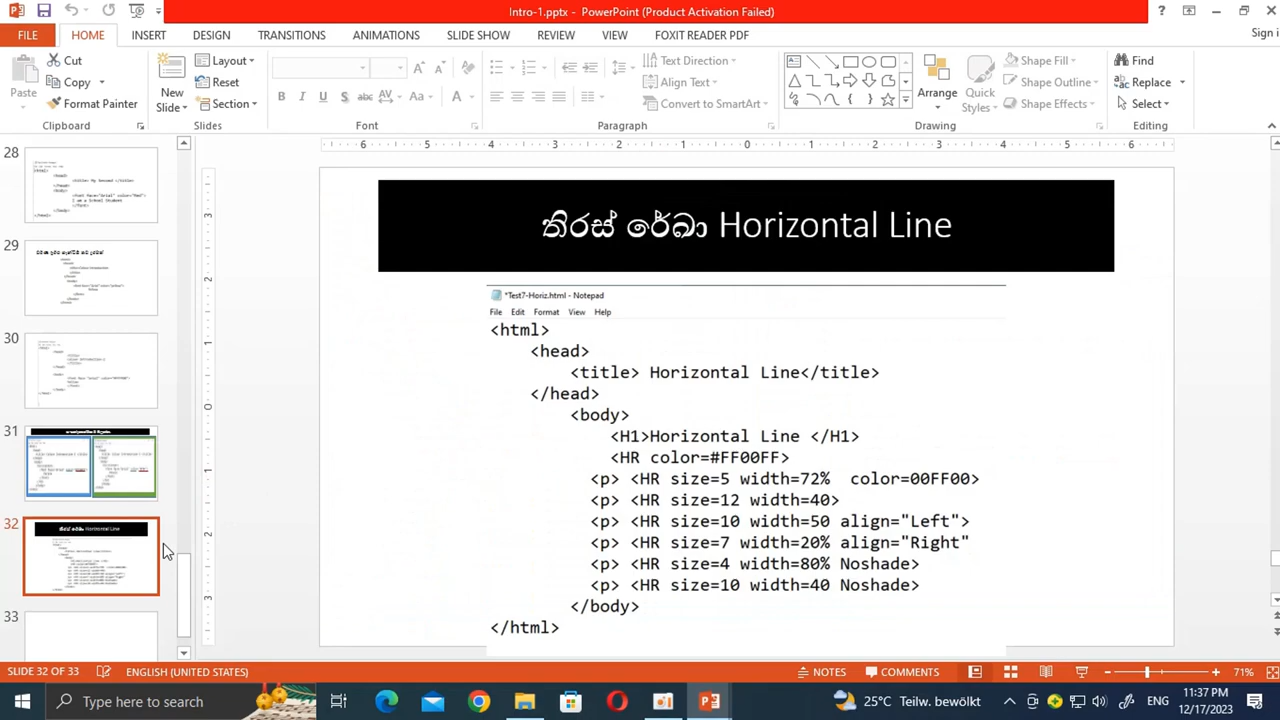 Intro-1.pptx - PowerPoint (Product Activation Failed)
Sign i
FILE HOME INSERT DESIGN TRANSITIONS ANIMATIONS SLIDE SHOW REVIEW VIEW FOXIT READER PDF
Paste
Cut
Copy
Format Painter
Clipboard
New Slide
Layout
Reset
Section
Slides
Font
Text Direction
Align Text
Convert to SmartArt
Paragraph
Arrange
Quick Styles
Shape Fill
Shape Outline
Shape Effects
Drawing
Find
Replace
Select
Editing
28
29
30
31
32
33
තිරස් රේඛා Horizontal Line
*Test7-Horiz.html - Notepad
File Edit Format View Help
<html>
<head>
<title> Horizontal Line</title>
</head>
<body>
<H1>Horizontal Line </H1>
<HR color=#FF00FF>
<p> <HR size=5 width=72% color=00FF00>
<p> <HR size=12 width=40>
<p> <HR size=10 width=50 align="Left">
<p> <HR size=7 width=20% align="Right"
<p> <HR size=4 width=80% Noshade>
<p> <HR size=10 width=40 Noshade>
</body>
</html>
SLIDE 32 OF 33 ENGLISH (UNITED STATES) NOTES COMMENTS 71%
Type here to search 25°C Teilw. bewölkt ENG 11:37 PM
12/17/2023